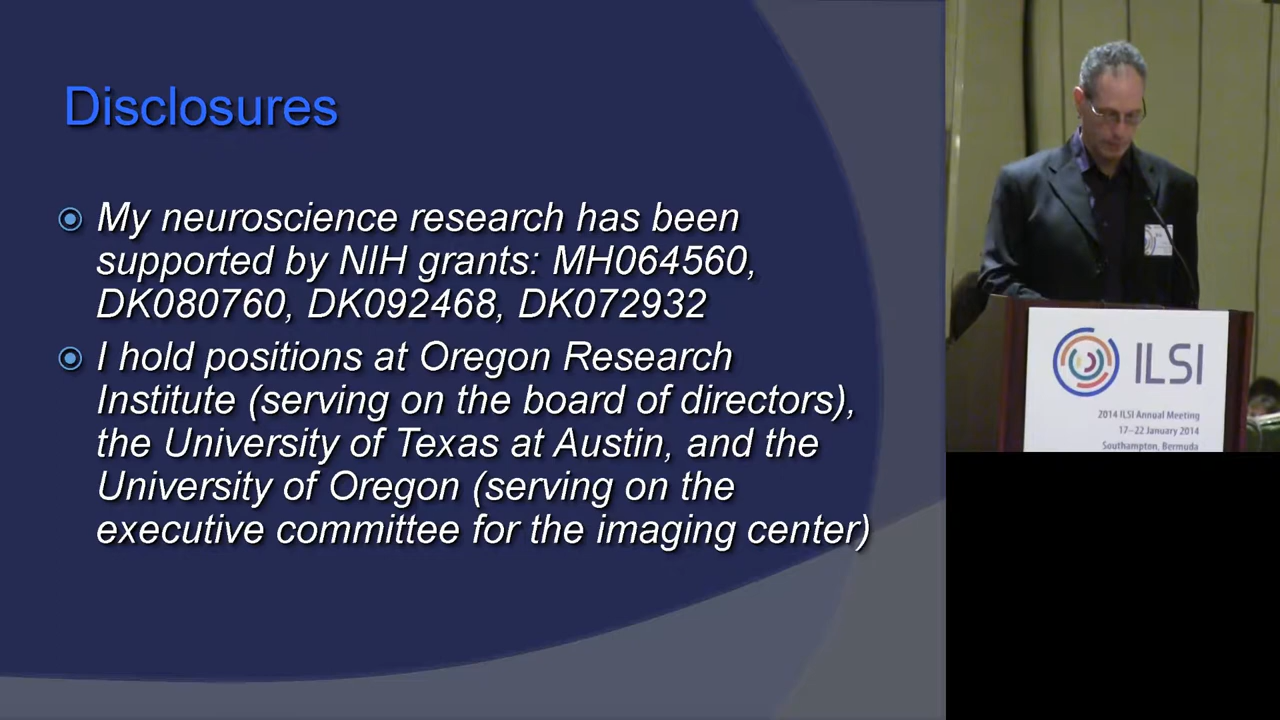 Disclosures
My neuroscience research has been
supported by NIH grants: MH064560,
DK080760, DK092468, DK072932
I hold positions at Oregon Research
Institute (serving on the board of directors),
the University of Texas at Austin, and the
University of Oregon (serving on the
executive committee for the imaging center)
ILSI
2014 ILSI Annual Meeting
17–22 January 2014
Southampton, Bermuda